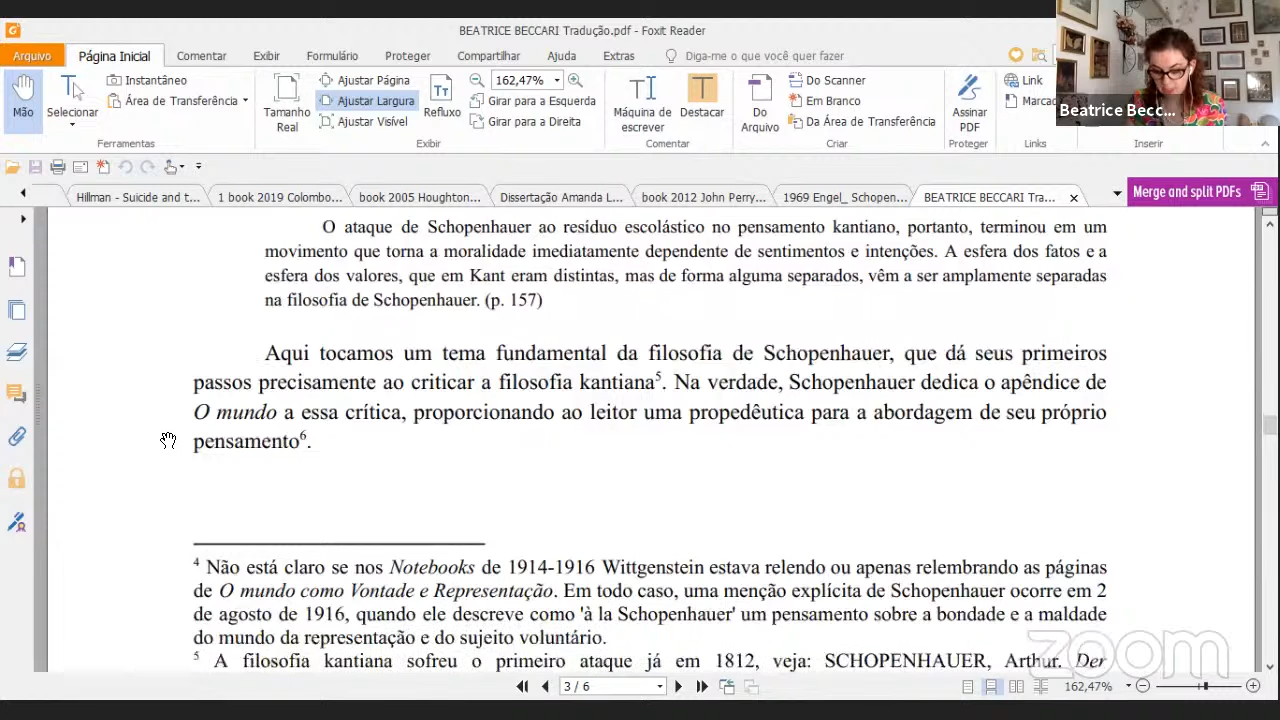 BEATRICE BECCARI Tradução.pdf - Foxit Reader
Arquivo Página Inicial Comentar Exibir Formulário Proteger Compartilhar Ajuda Extras Diga-me o que você quer fazer
Mão
Selecionar
Instantâneo
Área de Transferência
Ferramentas
Tamanho Real
Ajustar Página
Ajustar Largura
Ajustar Visível
Refluxo
162,47%
Girar para a Esquerda
Girar para a Direita
Exibir
Máquina de escrever
Destacar
Comentar
Do Arquivo
Do Scanner
Em Branco
Da Área de Transferência
Criar
Assinar PDF
Proteger
Link
Marcad
Links
Inserir
Beatrice Becc...
Hillman - Suicide and t... 1 book 2019 Colombo... book 2005 Houghton... Dissertação Amanda L... book 2012 John Perry,... 1969 Engel_ Schopen... BEATRICE BECCARI Tra... Merge and split PDFs
O ataque de Schopenhauer ao resíduo escolástico no pensamento kantiano, portanto, terminou em um
movimento que torna a moralidade imediatamente dependente de sentimentos e intenções. A esfera dos fatos e a
esfera dos valores, que em Kant eram distintas, mas de forma alguma separados, vêm a ser amplamente separadas
na filosofia de Schopenhauer. (p. 157)
Aqui tocamos um tema fundamental da filosofia de Schopenhauer, que dá seus primeiros
passos precisamente ao criticar a filosofia kantiana⁵. Na verdade, Schopenhauer dedica o apêndice de
O mundo a essa crítica, proporcionando ao leitor uma propedêutica para a abordagem de seu próprio
pensamento⁶.
⁴ Não está claro se nos Notebooks de 1914-1916 Wittgenstein estava relendo ou apenas relembrando as páginas
de O mundo como Vontade e Representação. Em todo caso, uma menção explícita de Schopenhauer ocorre em 2
de agosto de 1916, quando ele descreve como 'à la Schopenhauer' um pensamento sobre a bondade e a maldade
do mundo da representação e do sujeito voluntário.
⁵ A filosofia kantiana sofreu o primeiro ataque já em 1812, veja: SCHOPENHAUER, Arthur. Der
zoom
3 / 6
162,47%